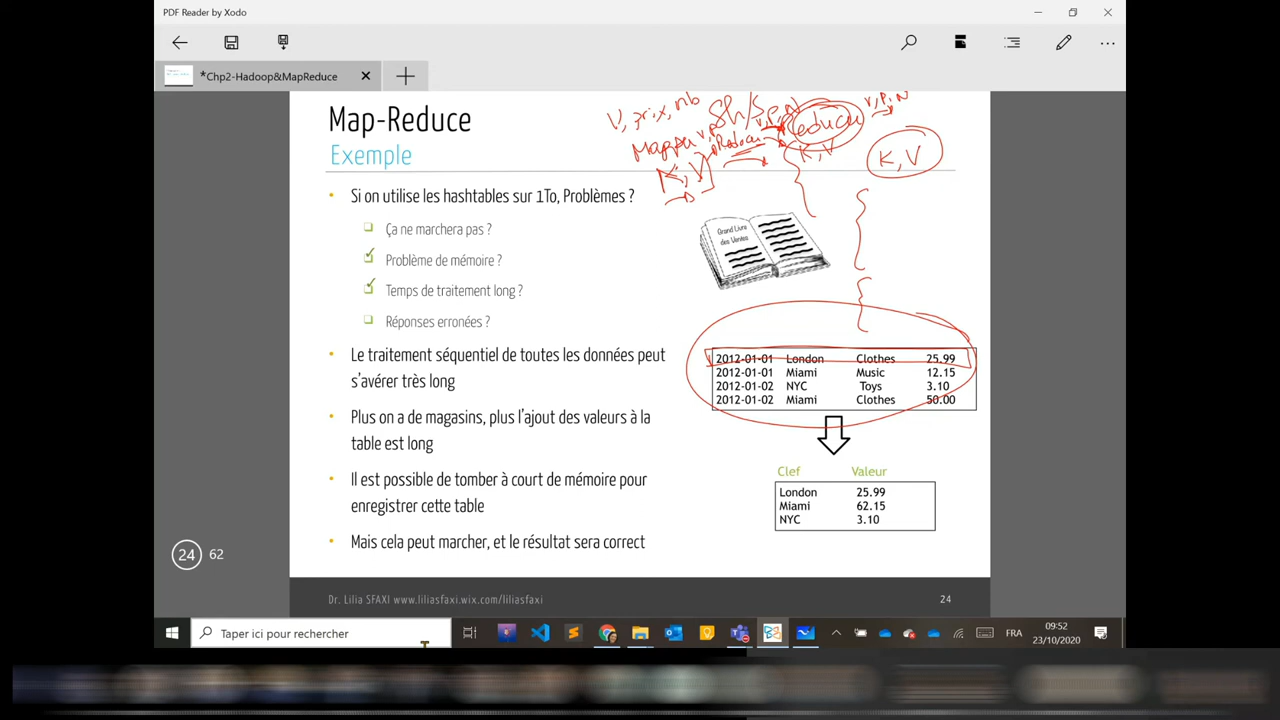 PDF Reader by Xodo
*Chp2-Hadoop&MapReduce
Map-Reduce
Exemple
V, prix, nb
Sh/S
Reduce
K, V
K, V
K, V
• Si on utilise les hashtables sur 1To, Problèmes ?
Ça ne marchera pas ?
Problème de mémoire ?
Temps de traitement long ?
Réponses erronées ?
• Le traitement séquentiel de toutes les données peut
s'avérer très long
• Plus on a de magasins, plus l'ajout des valeurs à la
table est long
• Il est possible de tomber à court de mémoire pour
enregistrer cette table
• Mais cela peut marcher, et le résultat sera correct
Grand Livre
des Ventes
2012-01-01 London Clothes 25.99
2012-01-01 Miami Music 12.15
2012-01-02 NYC Toys 3.10
2012-01-02 Miami Clothes 50.00
Clef Valeur
London 25.99
Miami 62.15
NYC 3.10
24 62
Dr. Lilia SFAXI www.liliasfaxi.wix.com/liliasfaxi 24
Taper ici pour rechercher
FRA
09:52
23/10/2020